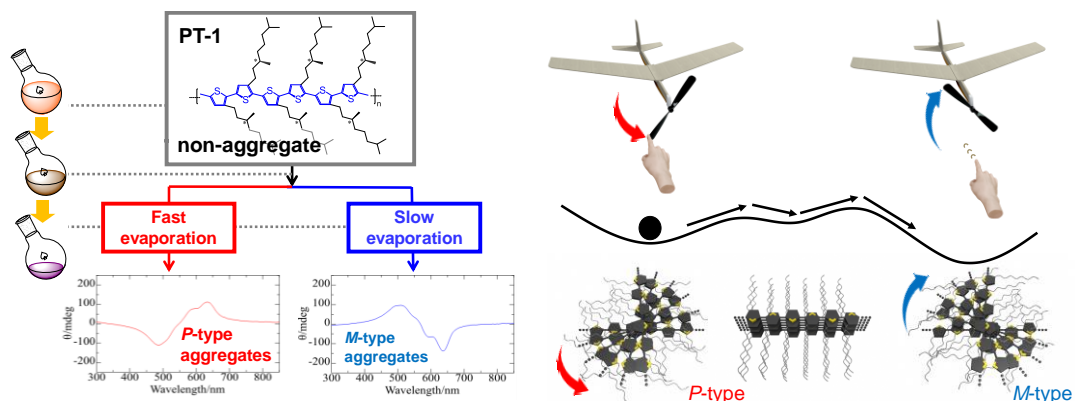 PT-1
S
S
S
S
S
S
n
*
*
*
*
*
*
non-aggregate
Fast
evaporation
Slow
evaporation
θ/mdeg
200
100
0
-100
-200
P-type
aggregates
300 400 500 600 700 800
Wavelength/nm
θ/mdeg
200
100
0
-100
-200
M-type
aggregates
300 400 500 600 700 800
Wavelength/nm
P-type
M-type